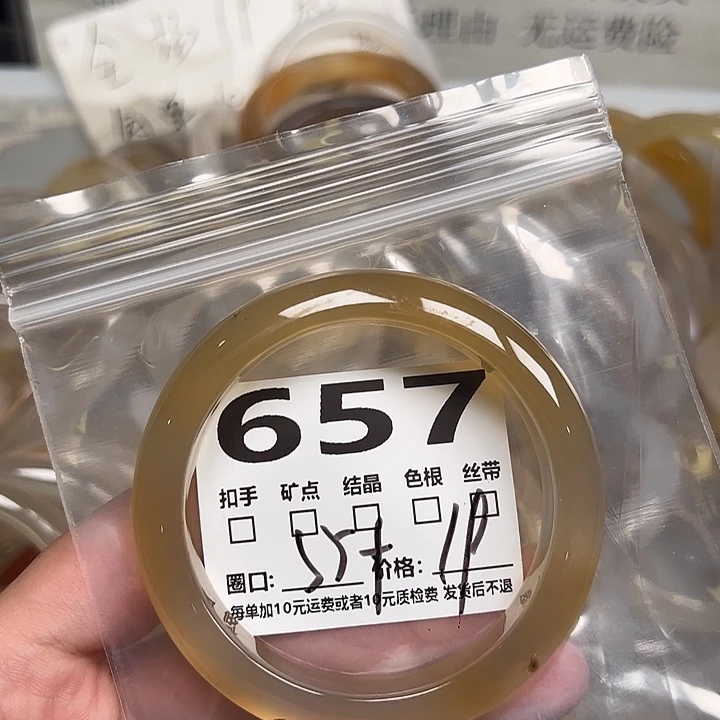 理由 无运费险
657
扣手 矿点 结晶 色根 丝带
圈口: 55+ 价格:
每单加10元运费或者10元质检费 发货后不退